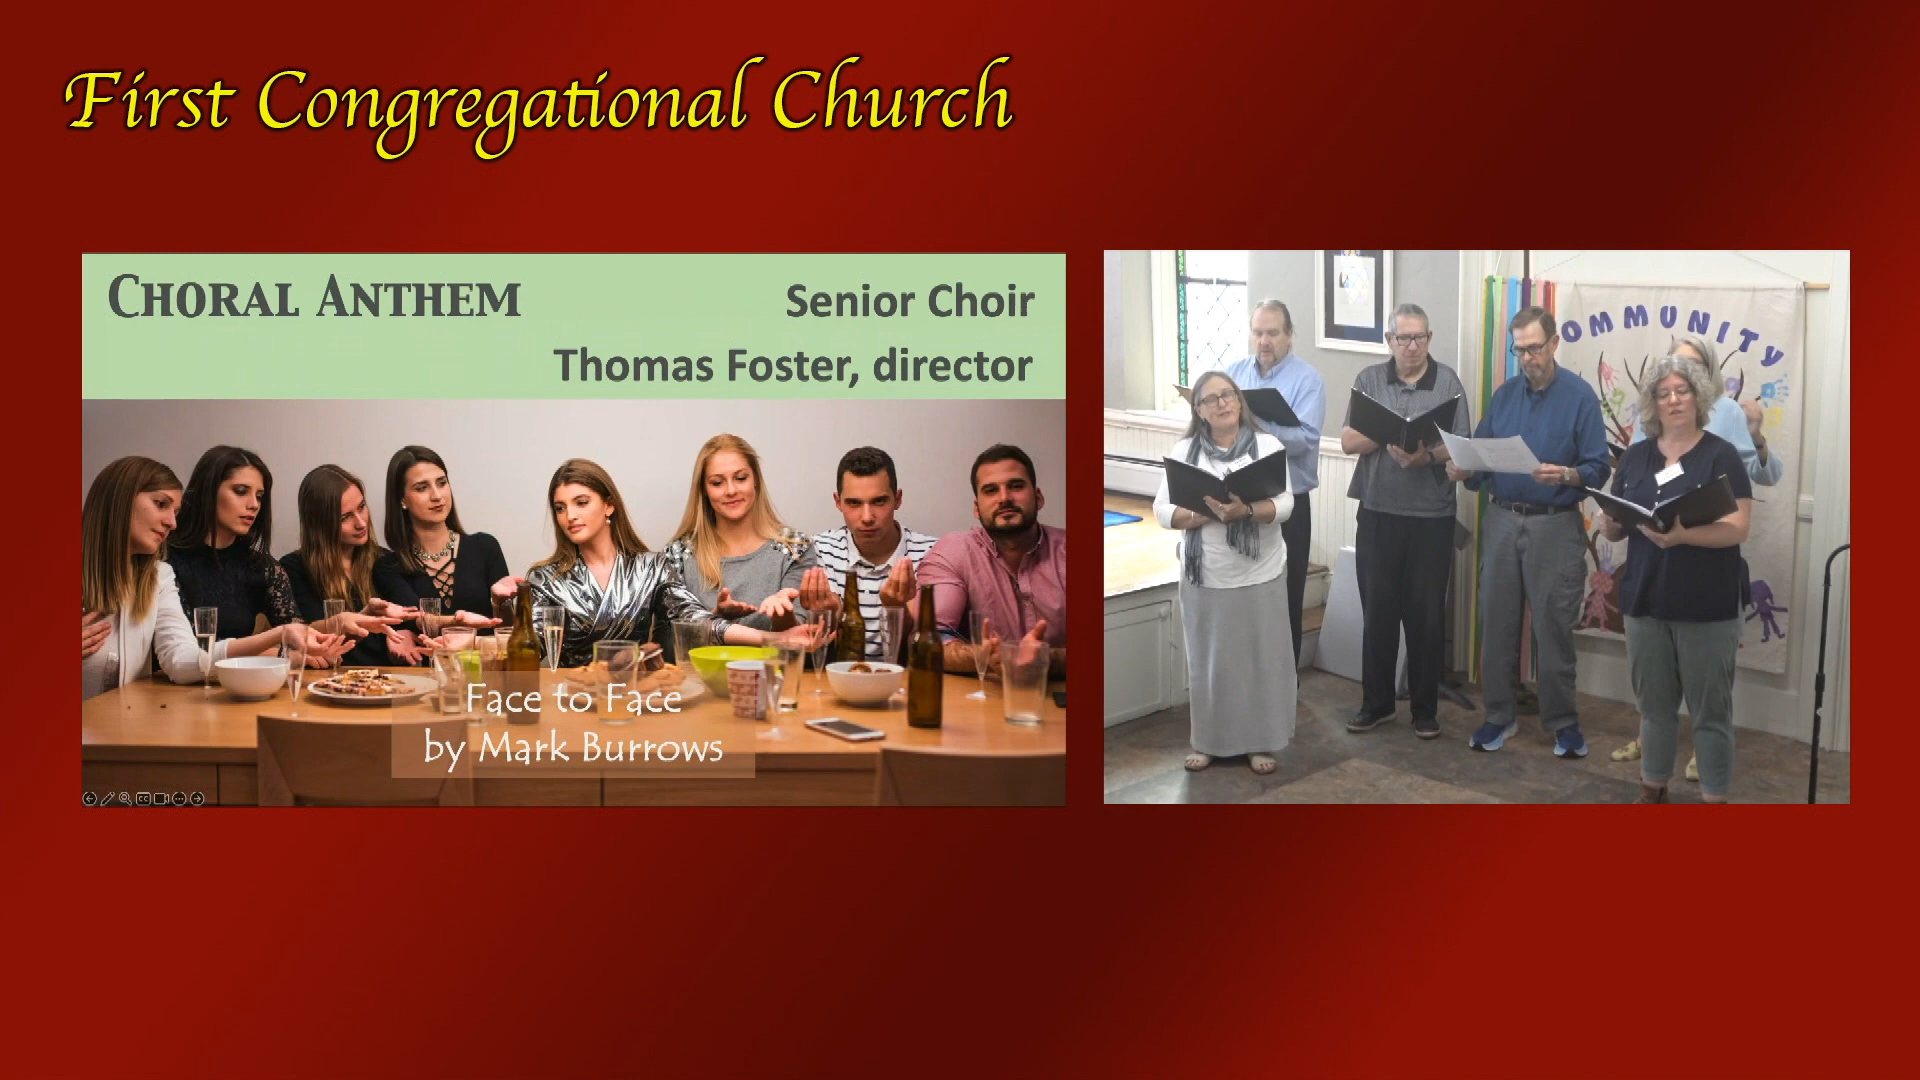 First Congregational Church
Choral Anthem
Senior Choir
Thomas Foster, director
Face to Face
by Mark Burrows
OMMUNITY